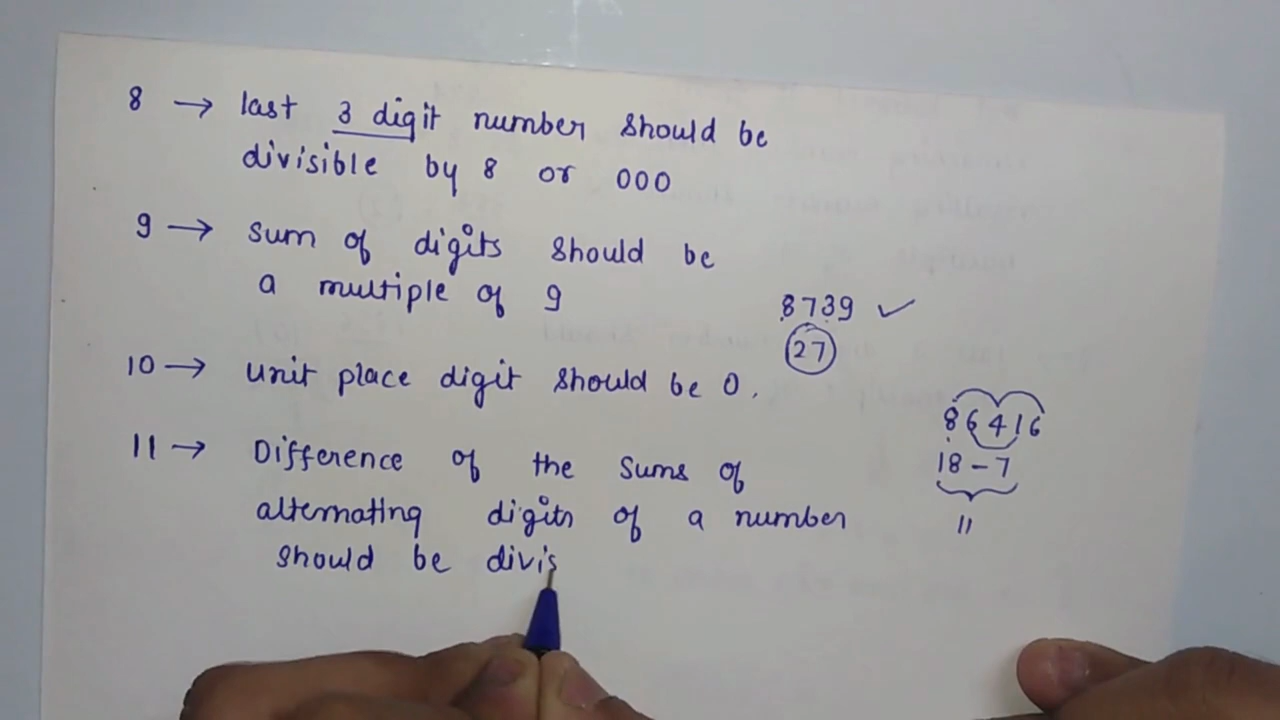 8 → last 3 digit number should be
divisible by 8 or 000
9 → sum of digits should be
a multiple of 9
8739 ✓
27
10 → unit place digit should be 0.
86416
18 - 7
11
11 → Difference of the sums of
alternating digits of a number
should be divis